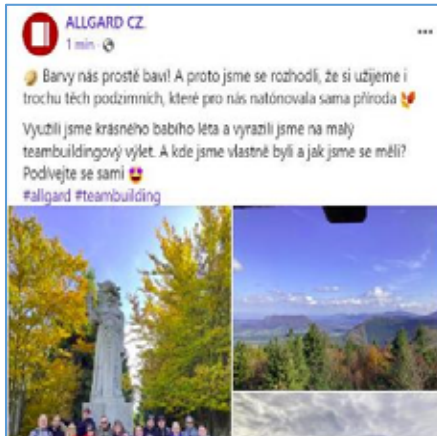 ALLGARD CZ
1 min ·
Barvy nás prostě baví! A proto jsme se rozhodli, že si užijeme i
trochu těch podzimních, které pro nás natónovala sama příroda
Využili jsme krásného babího léta a vyrazili jsme na malý
teambuildingový výlet. A kde jsme vlastně byli a jak jsme se měli?
Podívejte se sami
#allgard #teambuilding